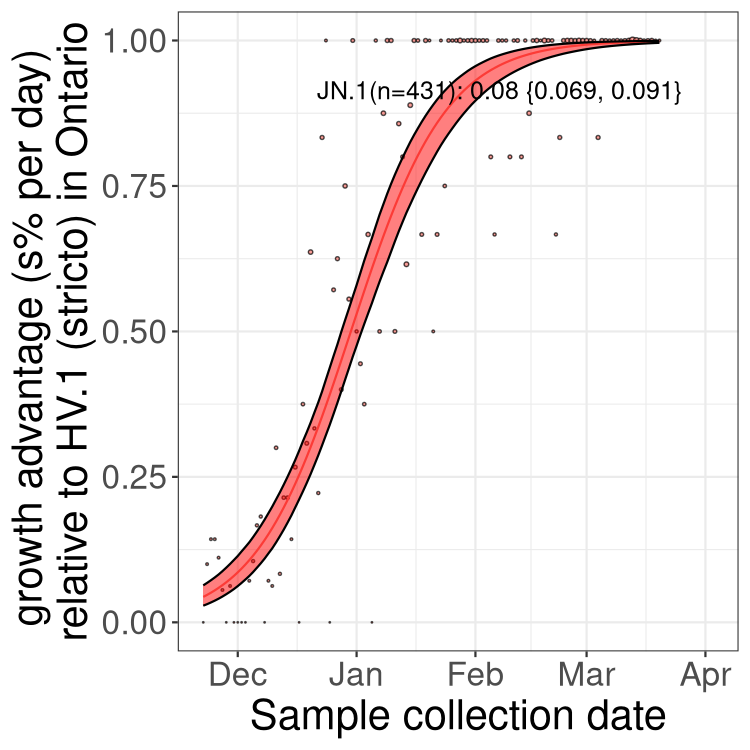 growth advantage (s% per day)
relative to HV.1 (stricto) in Ontario
1.00
0.75
0.50
0.25
0.00
JN.1(n=431): 0.08 {0.069, 0.091}
Dec Jan Feb Mar Apr
Sample collection date